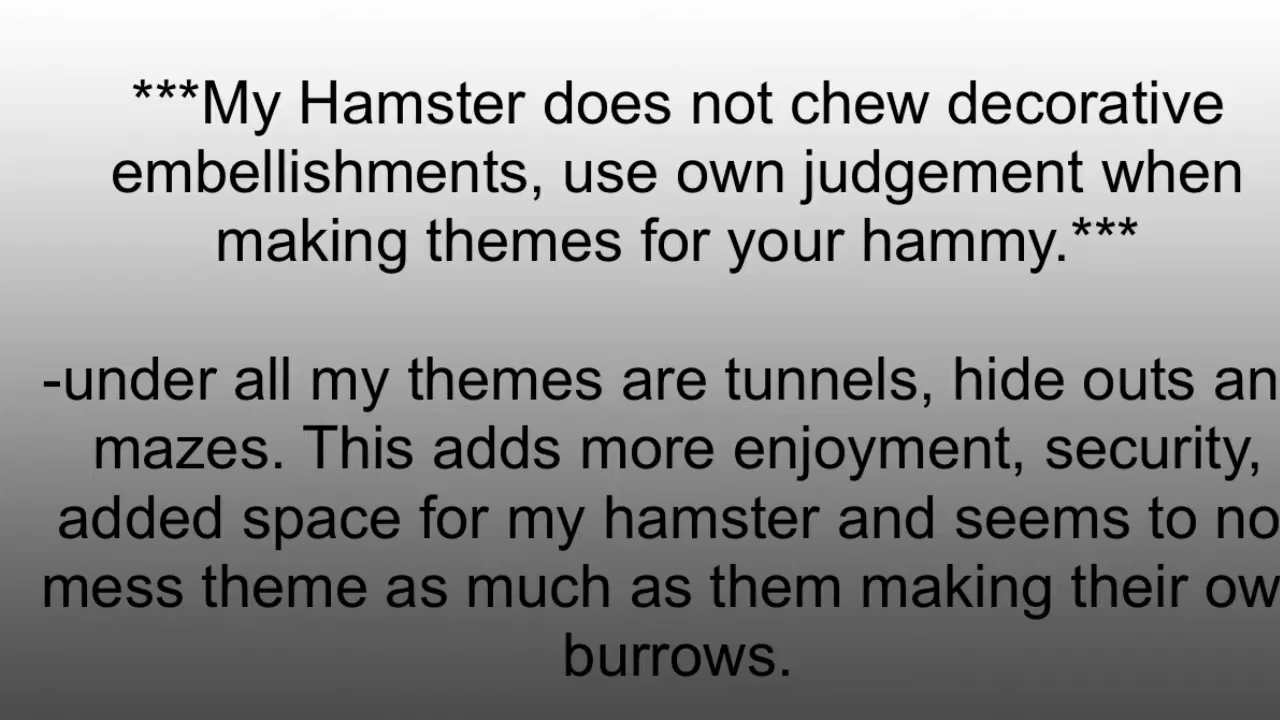 ***My Hamster does not chew decorative
embellishments, use own judgement when
making themes for your hammy.***
-under all my themes are tunnels, hide outs an
mazes. This adds more enjoyment, security,
added space for my hamster and seems to no
mess theme as much as them making their ow
burrows.